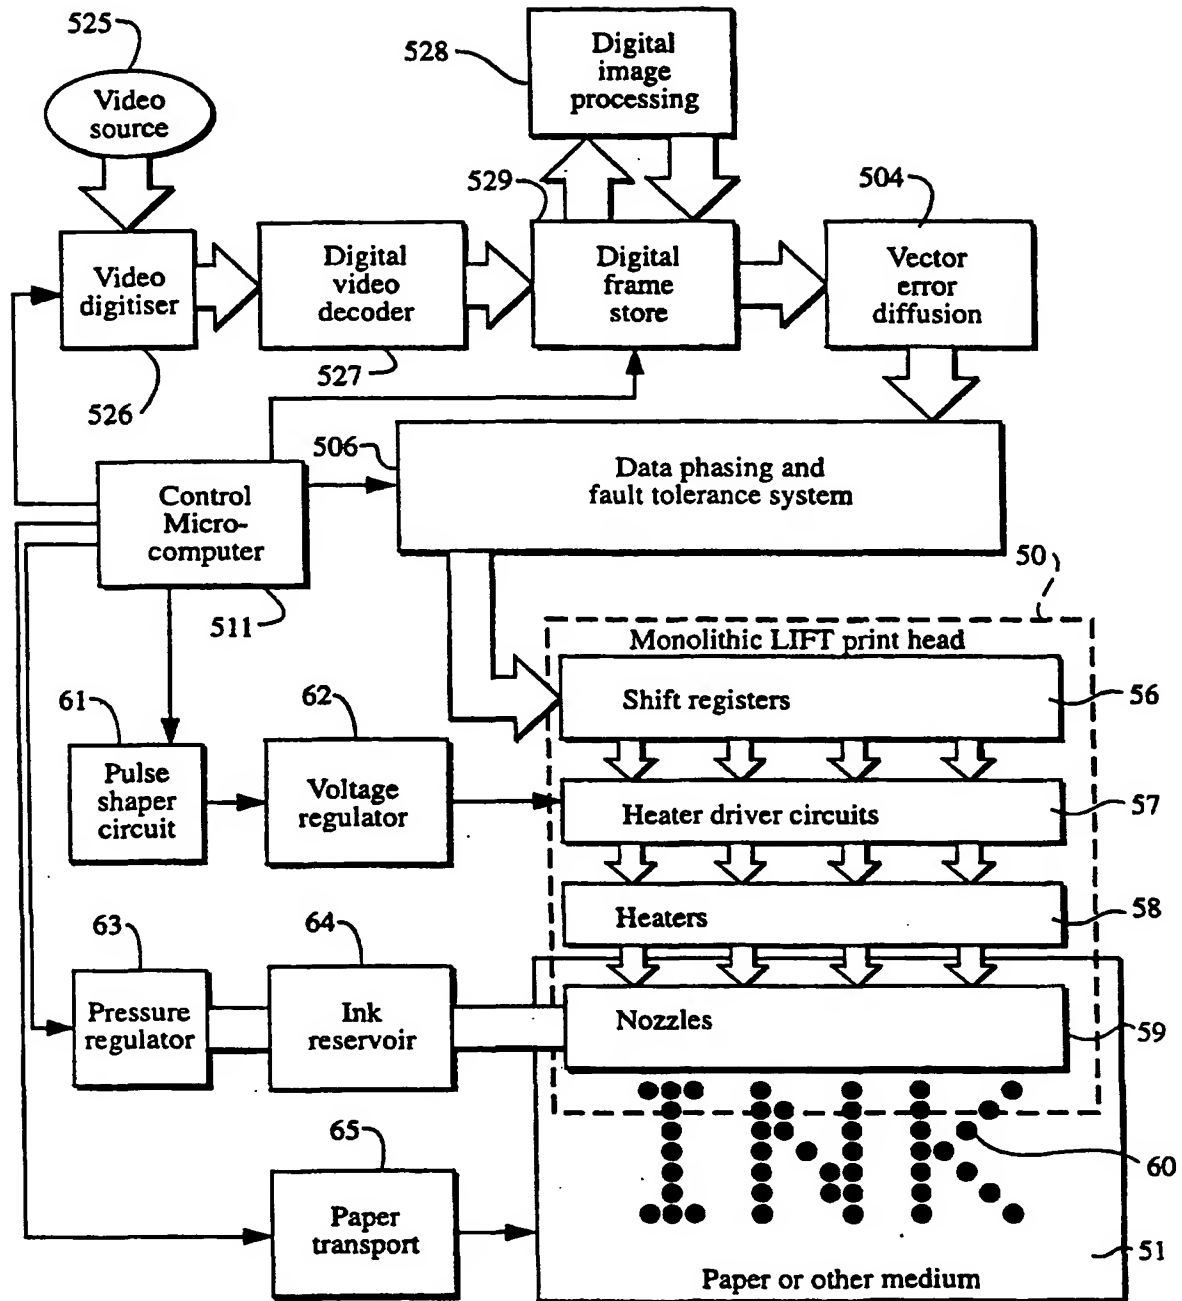 525
Video
source
528
Digital
image
processing
529
504
Video
digitiser
Digital
video
decoder
Digital
frame
store
Vector
error
diffusion
526
527
506
Data phasing and
fault tolerance system
Control
Micro-
computer
511
50
Monolithic LIFT print head
Shift registers
56
61
62
Pulse
shaper
circuit
Voltage
regulator
Heater driver circuits
57
Heaters
58
63
64
Pressure
regulator
Ink
reservoir
Nozzles
59
INK
60
65
Paper
transport
51
Paper or other medium